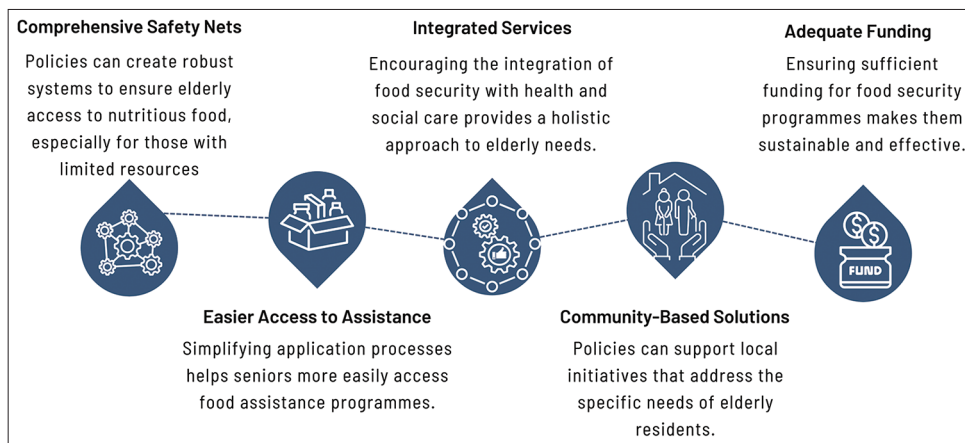 Comprehensive Safety Nets
Policies can create robust
systems to ensure elderly
access to nutritious food,
especially for those with
limited resources
Easier Access to Assistance
Simplifying application processes
helps seniors more easily access
food assistance programmes.
Integrated Services
Encouraging the integration of
food security with health and
social care provides a holistic
approach to elderly needs.
Community-Based Solutions
Policies can support local
initiatives that address the
specific needs of elderly
residents.
Adequate Funding
Ensuring sufficient
funding for food security
programmes makes them
sustainable and effective.
$ $
FUND